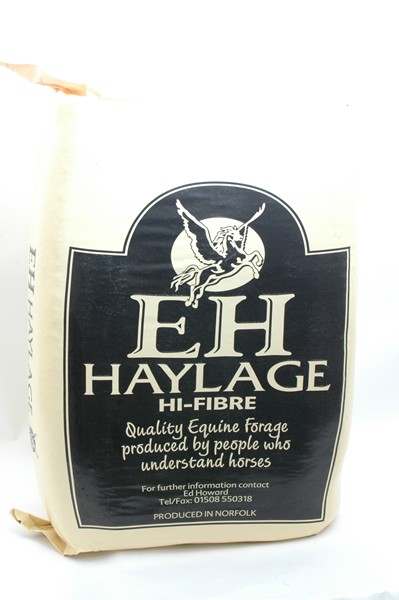 EH
HAYLAGE
HI-FIBRE
Quality Equine Forage
produced by people who
understand horses
For further information contact
Ed Howard
Tel/Fax: 01508 550318
PRODUCED IN NORFOLK
EH HAYLAGE